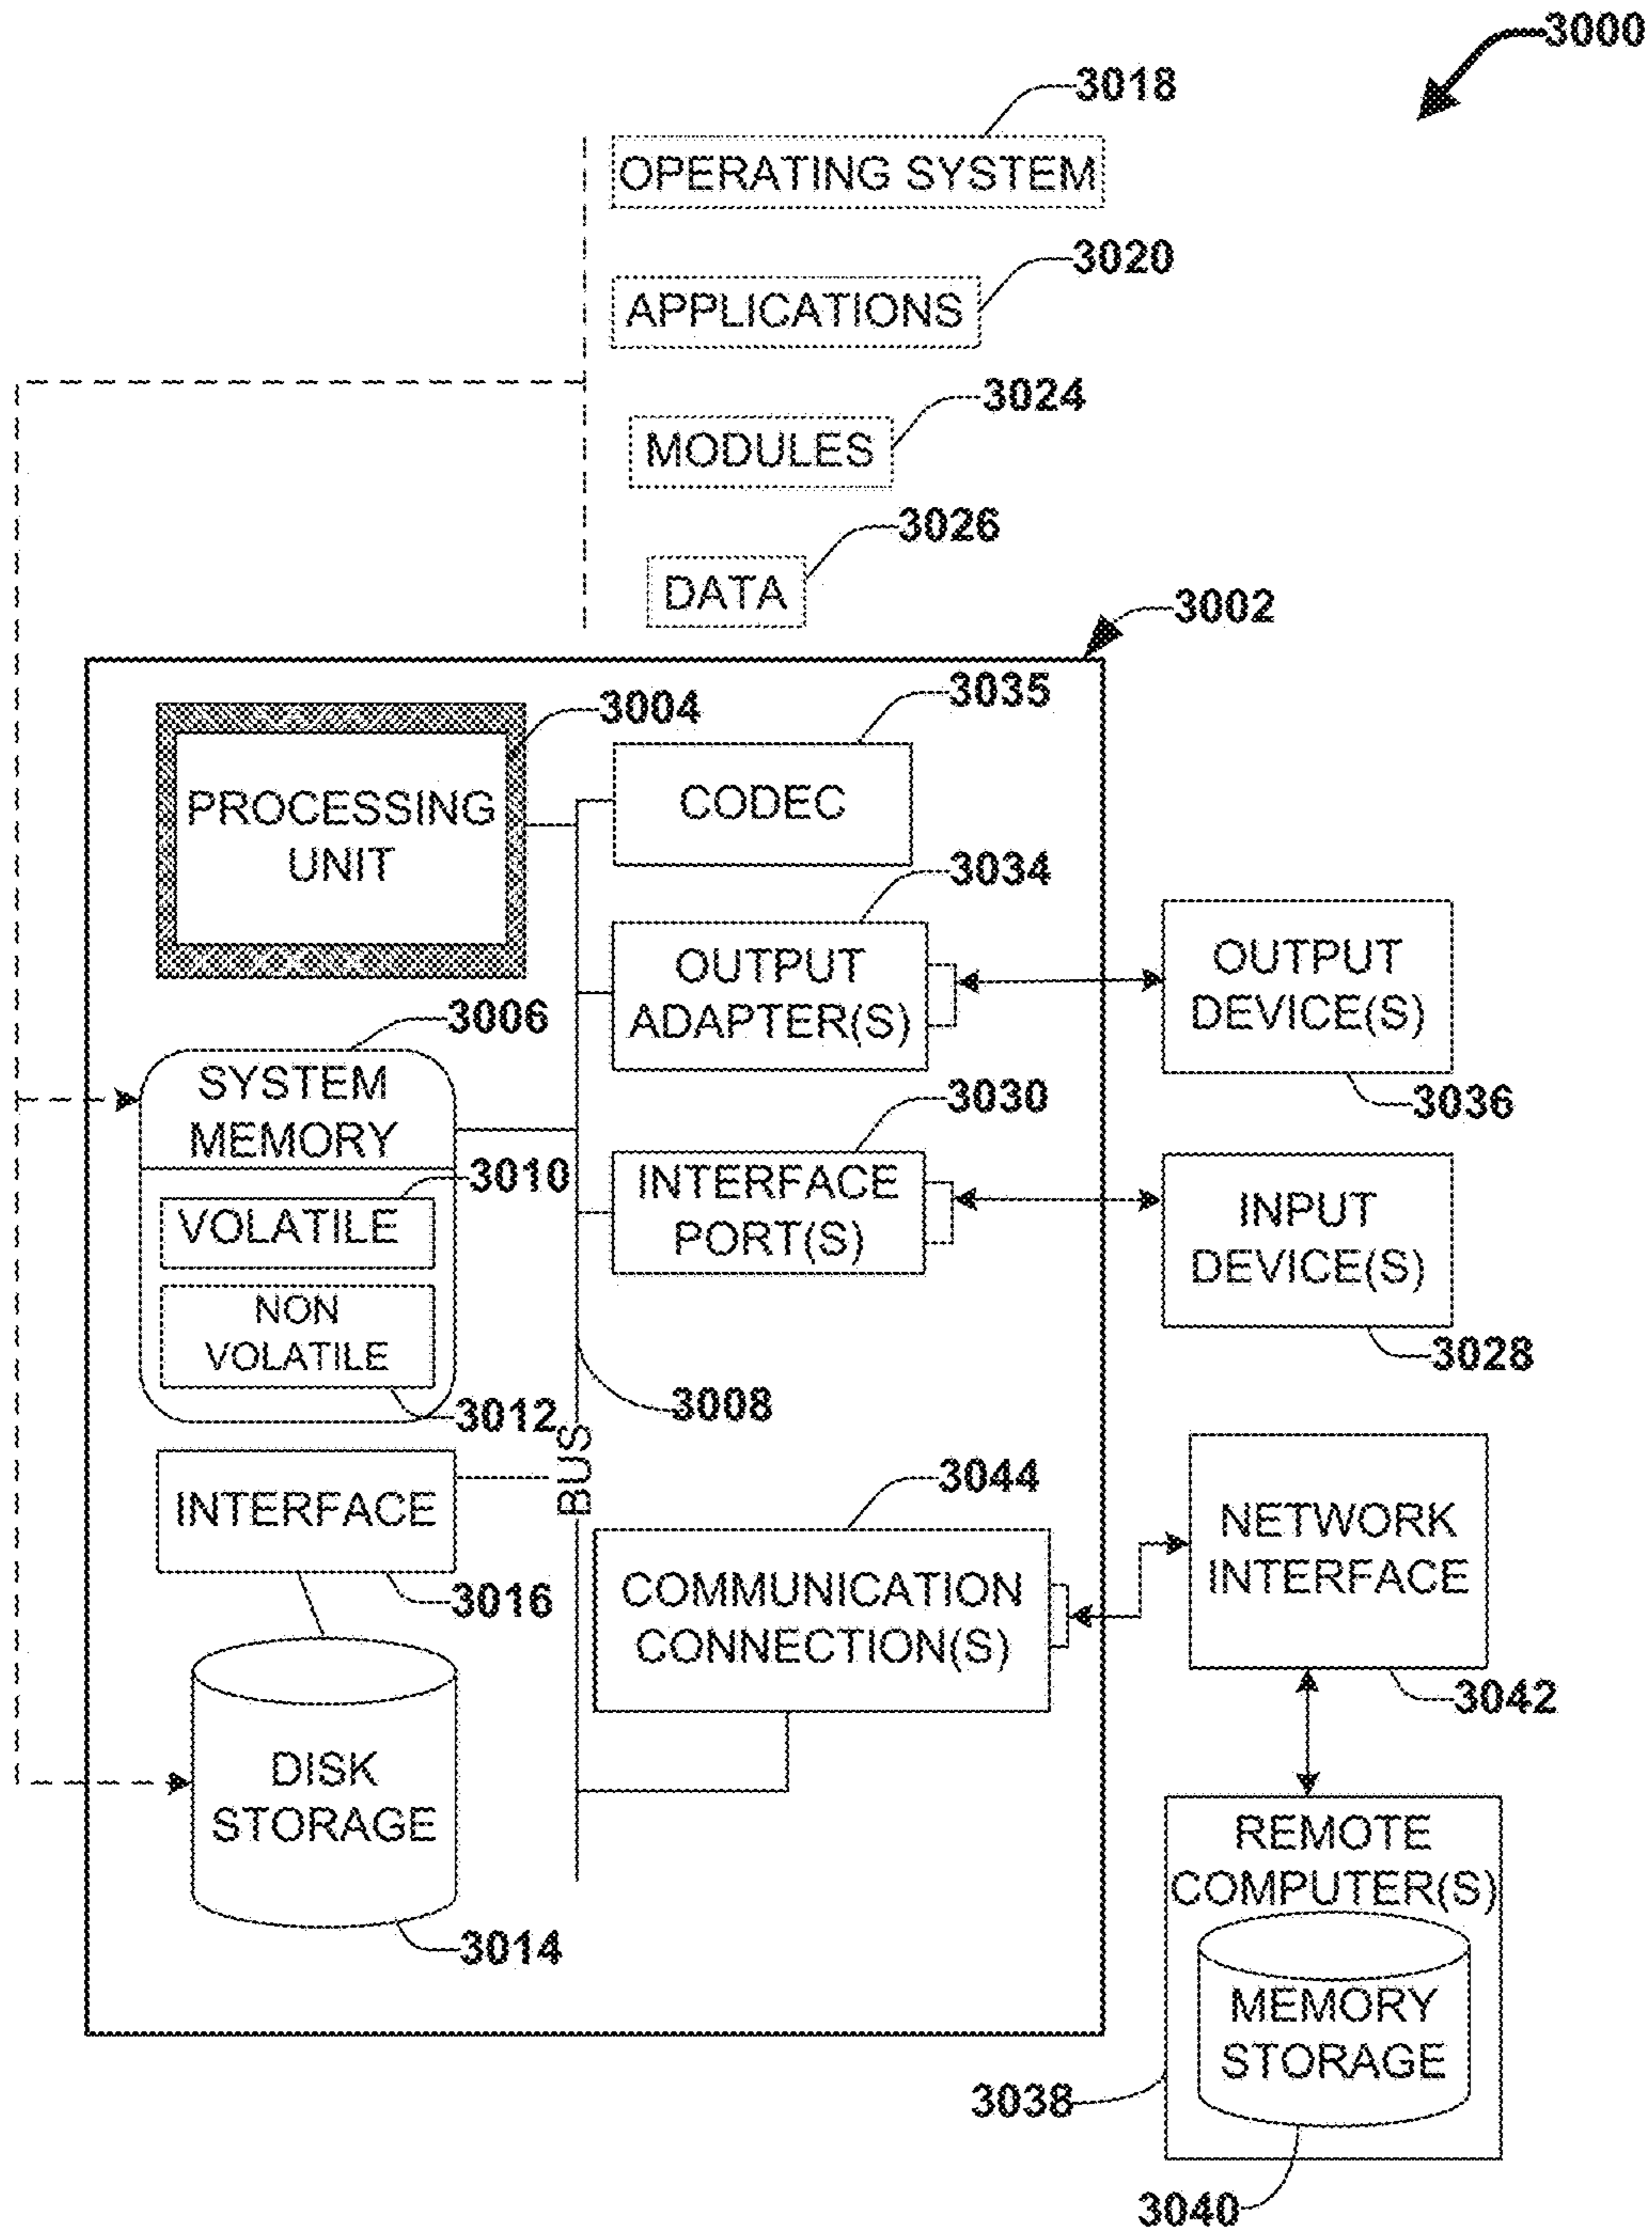 3000
3018
OPERATING SYSTEM
3020
APPLICATIONS
3024
MODULES
3026
DATA
3002
3004
PROCESSING
UNIT
3035
CODEC
3034
OUTPUT
ADAPTER(S)
OUTPUT
DEVICE(S)
3036
3006
SYSTEM
MEMORY
3010
VOLATILE
NON
VOLATILE
3012
3030
INTERFACE
PORT(S)
INPUT
DEVICE(S)
3028
3008
BUS
INTERFACE
3016
3044
COMMUNICATION
CONNECTION(S)
NETWORK
INTERFACE
3042
DISK
STORAGE
3014
REMOTE
COMPUTER(S)
MEMORY
STORAGE
3038
3040